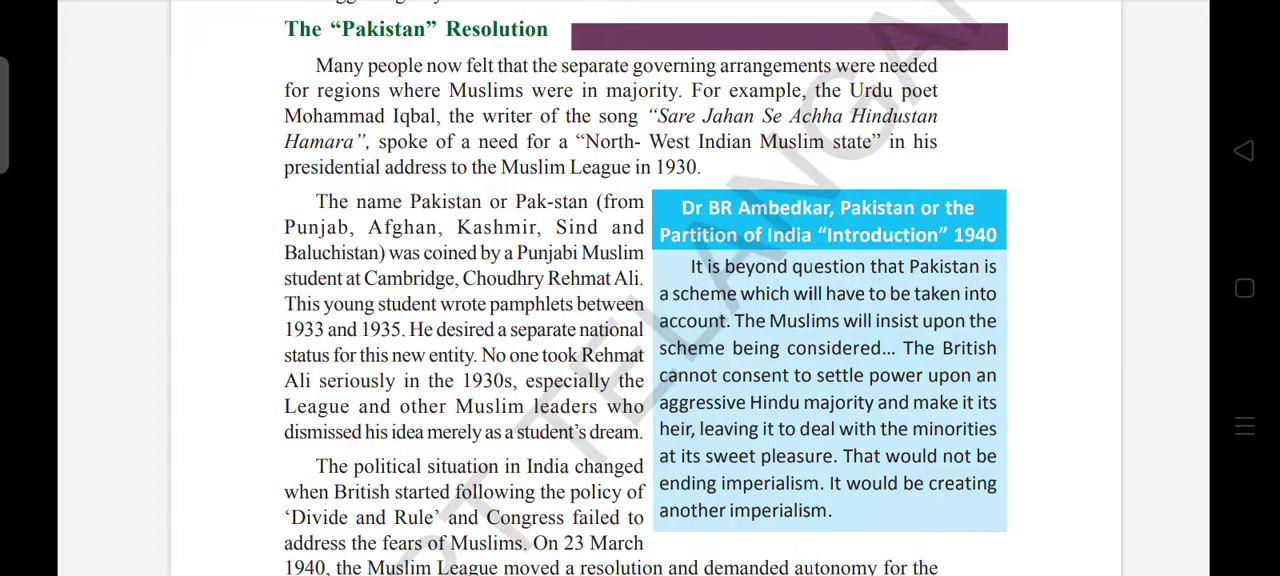 The “Pakistan” Resolution
Many people now felt that the separate governing arrangements were needed
for regions where Muslims were in majority. For example, the Urdu poet
Mohammad Iqbal, the writer of the song “Sare Jahan Se Achha Hindustan
Hamara”, spoke of a need for a “North- West Indian Muslim state” in his
presidential address to the Muslim League in 1930.
The name Pakistan or Pak-stan (from
Punjab, Afghan, Kashmir, Sind and
Baluchistan) was coined by a Punjabi Muslim
student at Cambridge, Choudhry Rehmat Ali.
This young student wrote pamphlets between
1933 and 1935. He desired a separate national
status for this new entity. No one took Rehmat
Ali seriously in the 1930s, especially the
League and other Muslim leaders who
dismissed his idea merely as a student’s dream.
The political situation in India changed
when British started following the policy of
‘Divide and Rule’ and Congress failed to
address the fears of Muslims. On 23 March
1940, the Muslim League moved a resolution and demanded autonomy for the
Dr BR Ambedkar, Pakistan or the
Partition of India “Introduction” 1940
It is beyond question that Pakistan is
a scheme which will have to be taken into
account. The Muslims will insist upon the
scheme being considered... The British
cannot consent to settle power upon an
aggressive Hindu majority and make it its
heir, leaving it to deal with the minorities
at its sweet pleasure. That would not be
ending imperialism. It would be creating
another imperialism.